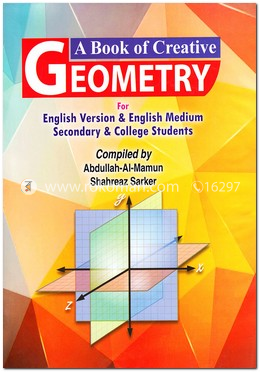 A Book of Creative
GEOMETRY
For
English Version & English Medium
Secondary & College Students
Compiled by
Abdullah-Al-Mamun
Shahreaz Sarker
16297
y
x
z